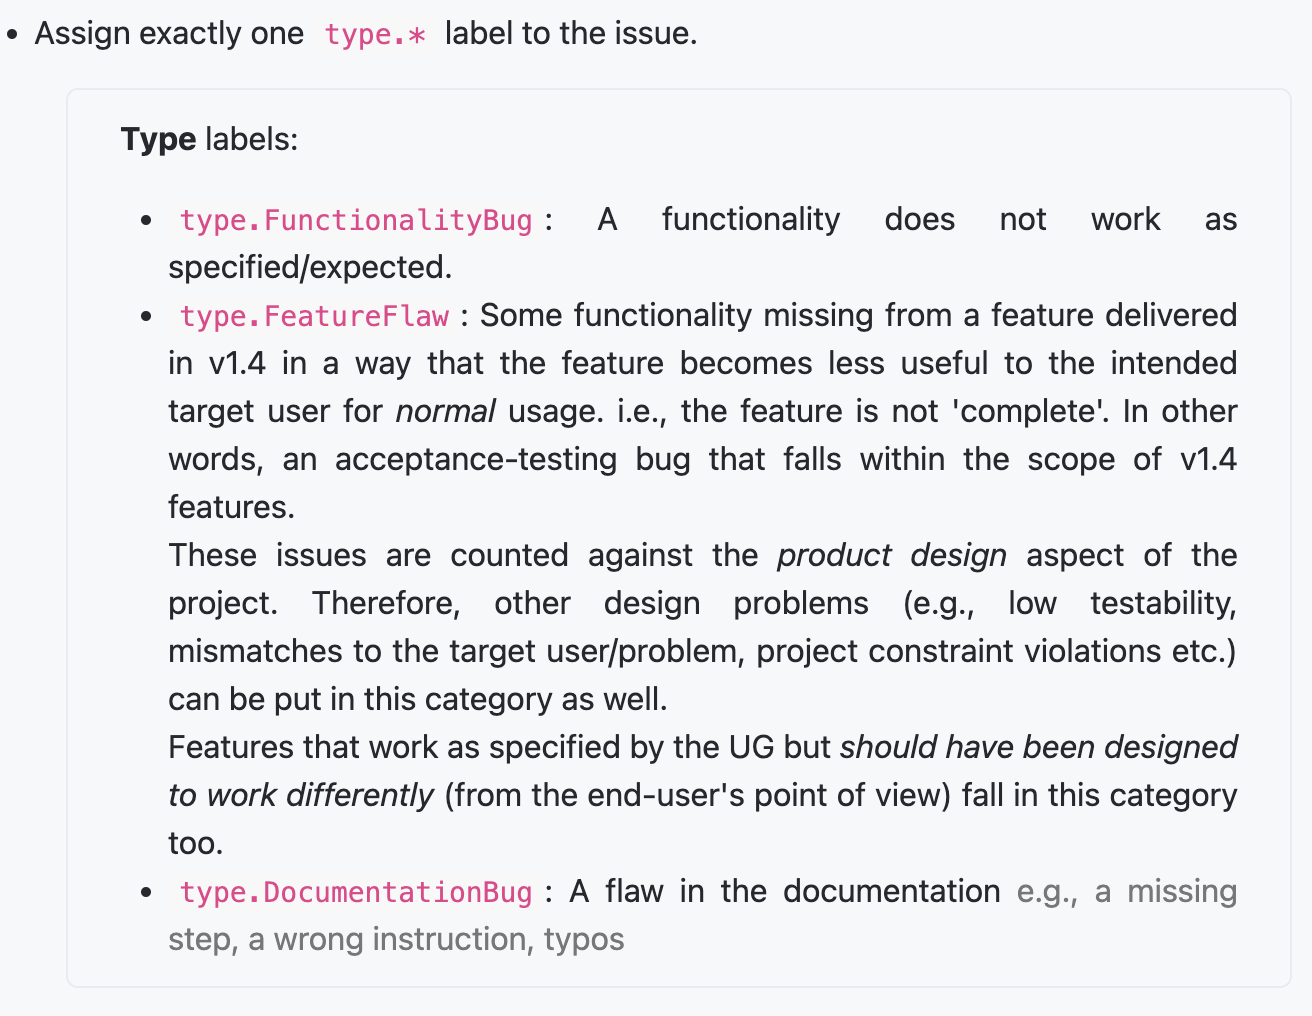 • Assign exactly one type.* label to the issue.
Type labels:
• type.FunctionalityBug : A functionality does not work as
specified/expected.
• type.FeatureFlaw : Some functionality missing from a feature delivered
in v1.4 in a way that the feature becomes less useful to the intended
target user for normal usage. i.e., the feature is not 'complete'. In other
words, an acceptance-testing bug that falls within the scope of v1.4
features.
These issues are counted against the product design aspect of the
project. Therefore, other design problems (e.g., low testability,
mismatches to the target user/problem, project constraint violations etc.)
can be put in this category as well.
Features that work as specified by the UG but should have been designed
to work differently (from the end-user's point of view) fall in this category
too.
• type.DocumentationBug : A flaw in the documentation e.g., a missing
step, a wrong instruction, typos